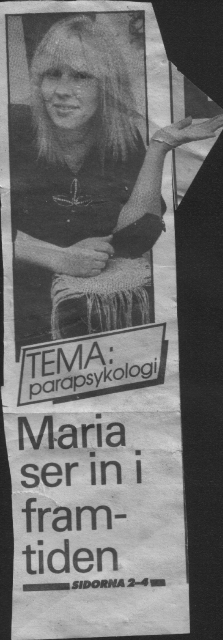 TEMA:
parapsykologi
Maria
ser in i
fram-
tiden
SIDORNA 2–4